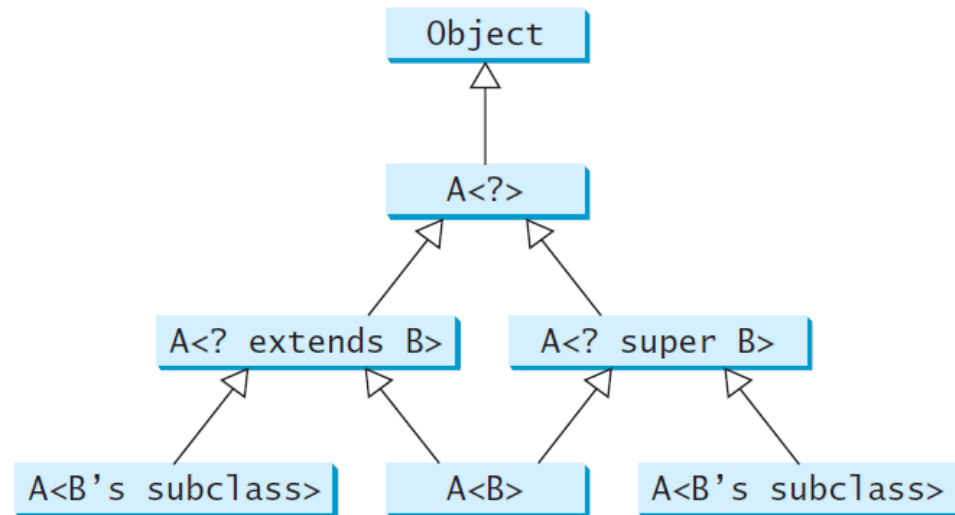 Object
A<?>
A<? extends B>
A<? super B>
A<B’s subclass>
A<B>
A<B’s subclass>